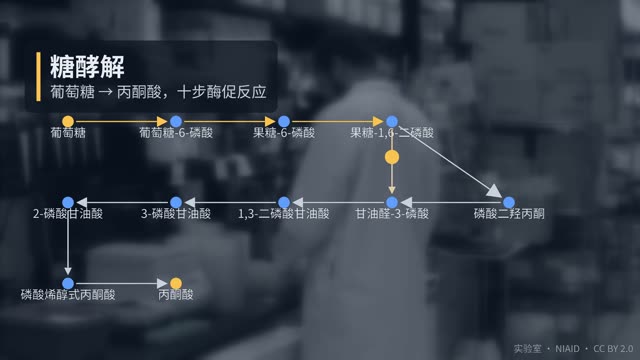 糖酵解
葡萄糖 → 丙酮酸，十步酶促反应
葡萄糖
葡萄糖-6-磷酸
果糖-6-磷酸
果糖-1,6-二磷酸
2-磷酸甘油酸
3-磷酸甘油酸
1,3-二磷酸甘油酸
甘油醛-3-磷酸
磷酸二羟丙酮
磷酸烯醇式丙酮酸
丙酮酸
实验室 · NIAID · CC BY 2.0